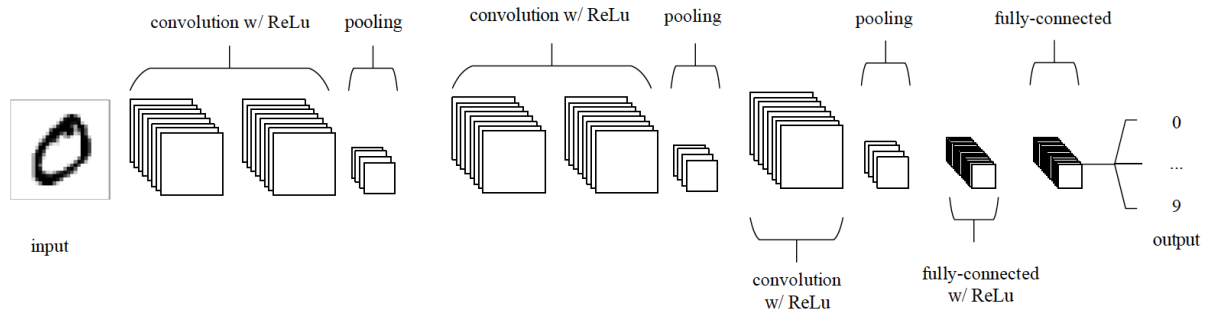 convolution w/ ReLu
pooling
convolution w/ ReLu
pooling
pooling
fully-connected
0
...
9
input
output
convolution
w/ ReLu
fully-connected
w/ ReLu